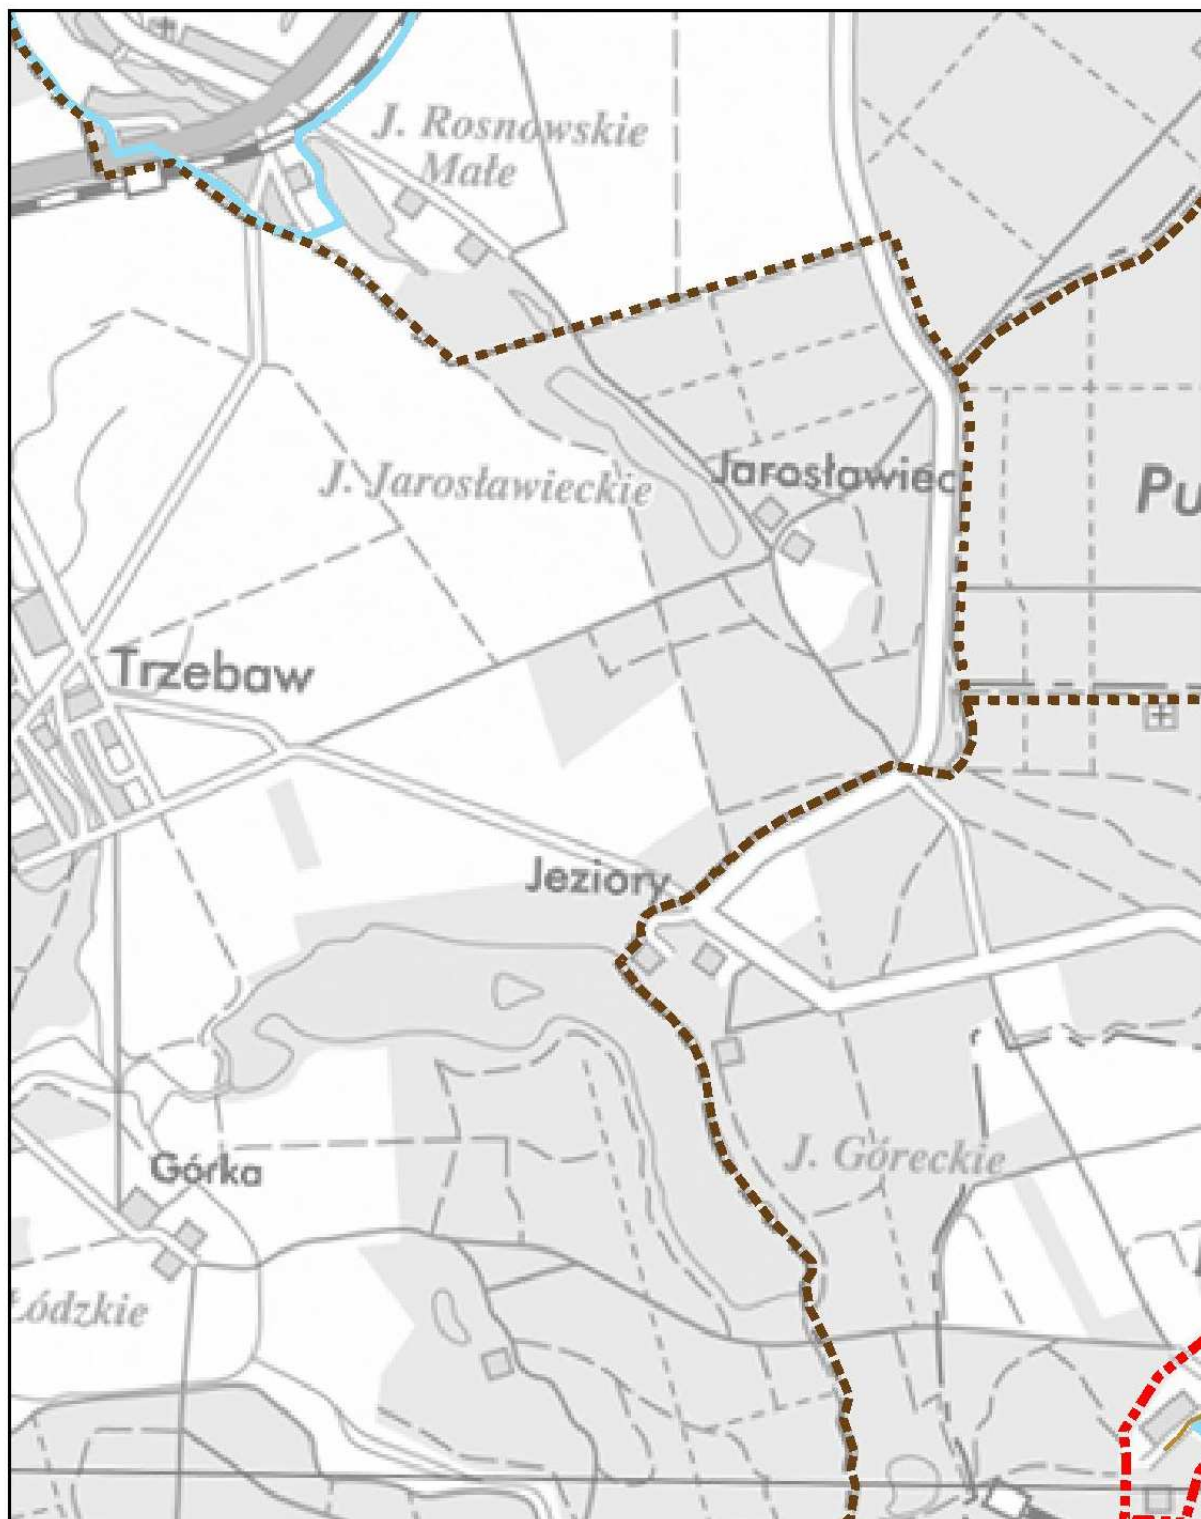 J. Rosnowskie
Małe
J. Jarosławieckie
Jarosławiec
Pu
Trzebaw
Jeziory
J. Góreckie
Górka
Łódzkie